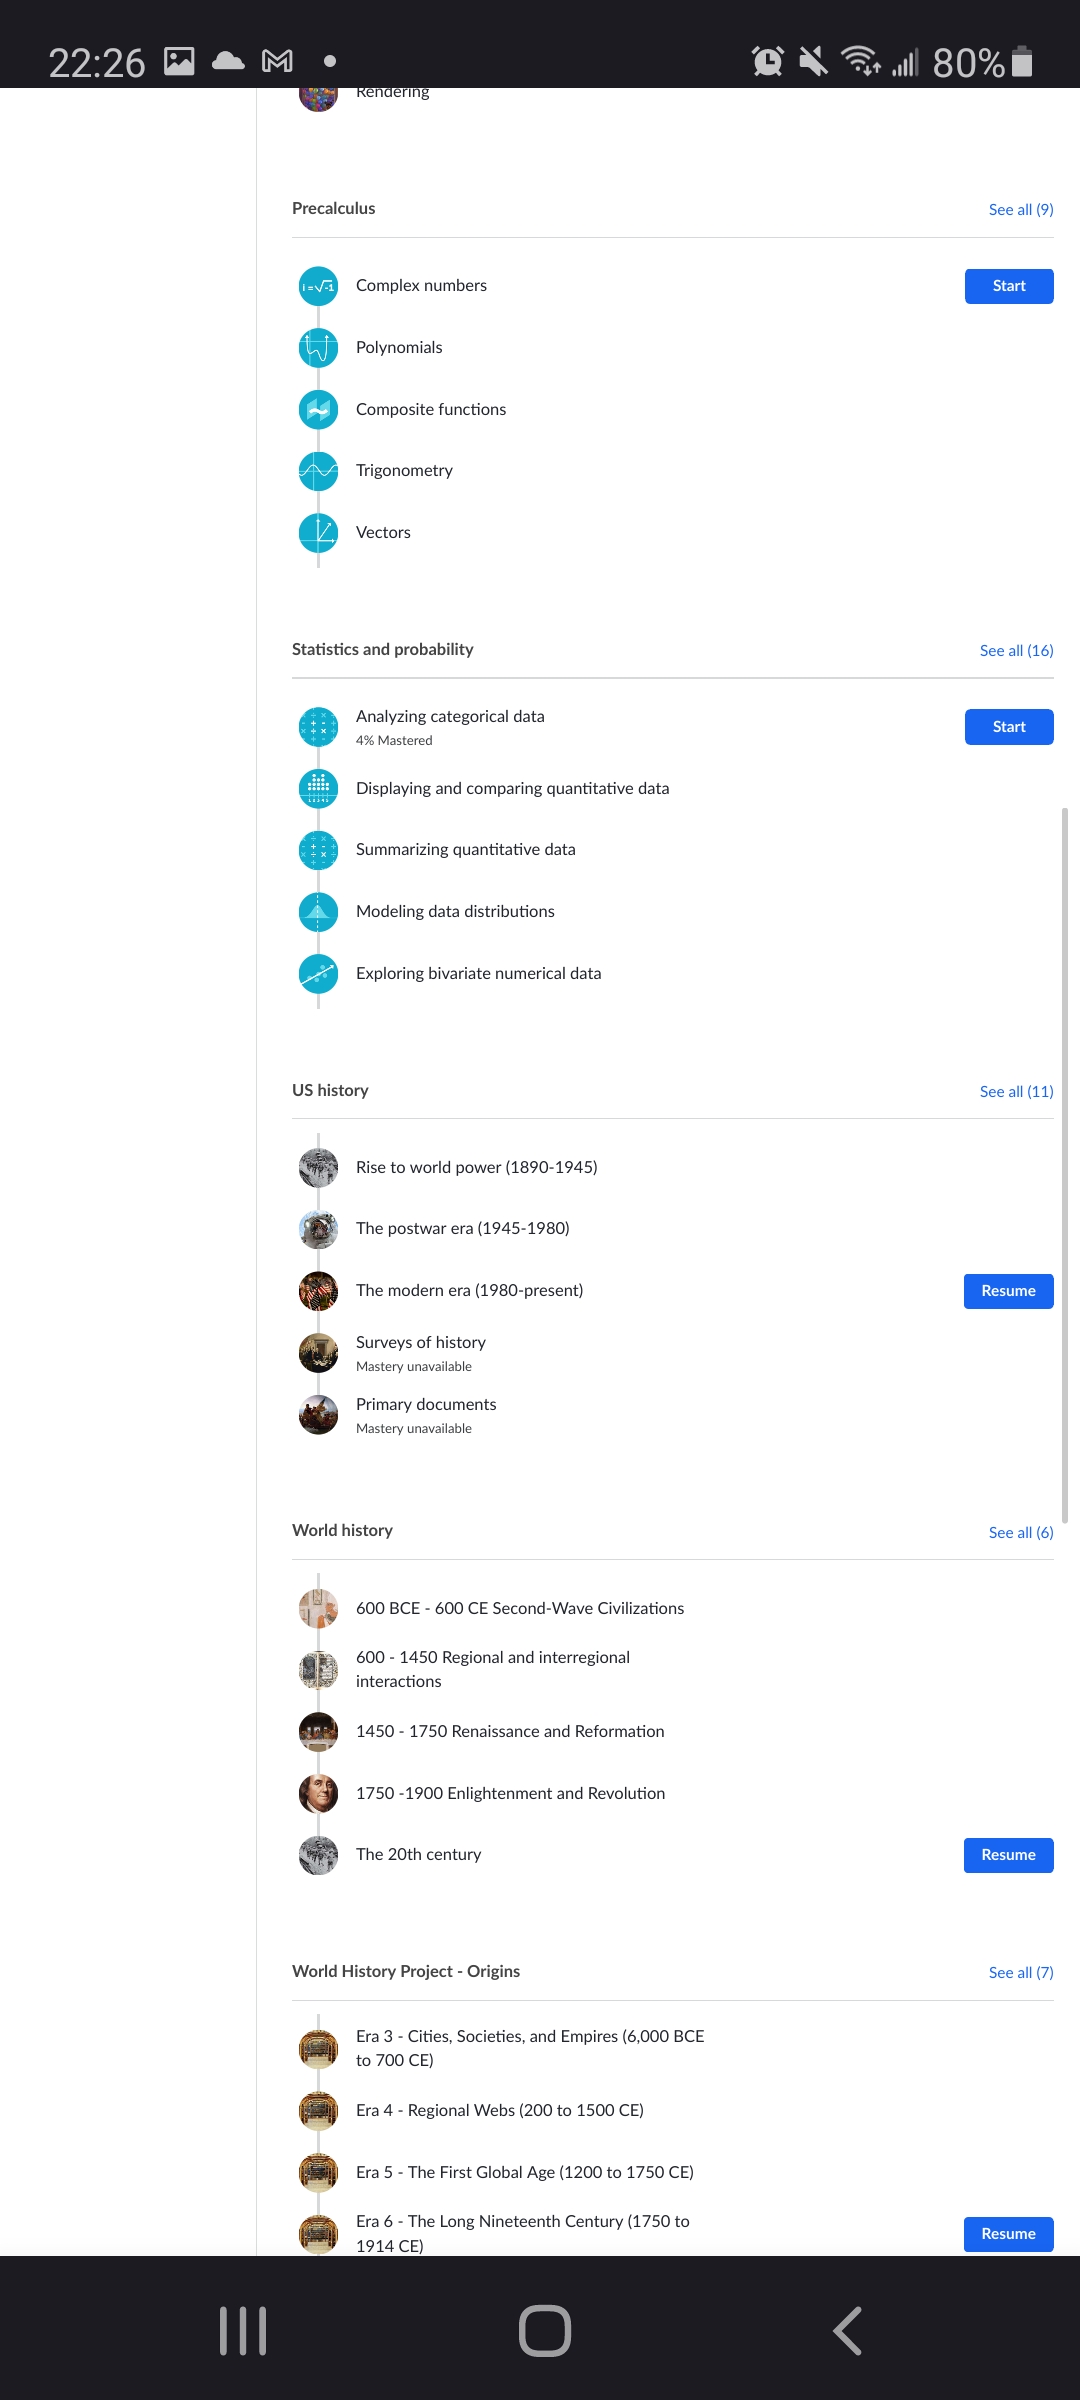 22:26
80%
Rendering
Precalculus
See all (9)
i = √-1
Complex numbers
Start
Polynomials
Composite functions
Trigonometry
Vectors
Statistics and probability
See all (16)
Analyzing categorical data
Start
4% Mastered
Displaying and comparing quantitative data
Summarizing quantitative data
Modeling data distributions
Exploring bivariate numerical data
US history
See all (11)
Rise to world power (1890-1945)
The postwar era (1945-1980)
The modern era (1980-present)
Resume
Surveys of history
Mastery unavailable
Primary documents
Mastery unavailable
World history
See all (6)
600 BCE - 600 CE Second-Wave Civilizations
600 - 1450 Regional and interregional
interactions
1450 - 1750 Renaissance and Reformation
1750 -1900 Enlightenment and Revolution
The 20th century
Resume
World History Project - Origins
See all (7)
Era 3 - Cities, Societies, and Empires (6,000 BCE
to 700 CE)
Era 4 - Regional Webs (200 to 1500 CE)
Era 5 - The First Global Age (1200 to 1750 CE)
Era 6 - The Long Nineteenth Century (1750 to
1914 CE)
Resume